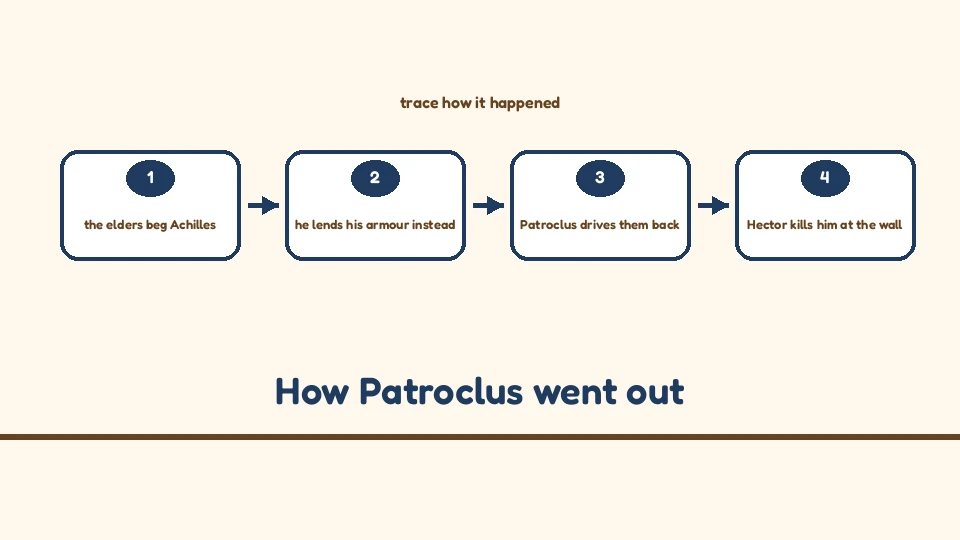 trace how it happened
1
the elders beg Achilles
2
he lends his armour instead
3
Patroclus drives them back
4
Hector kills him at the wall
How Patroclus went out